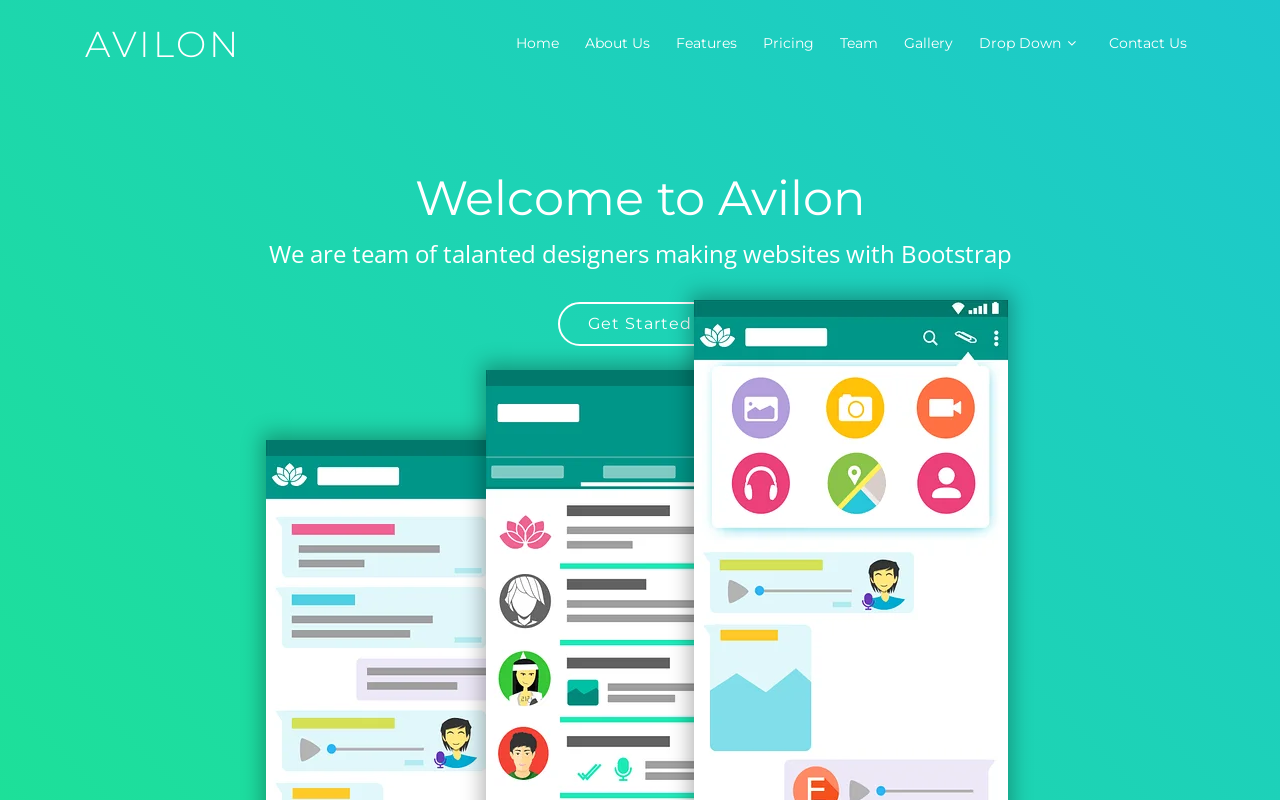 AVILON
Home About Us Features Pricing Team Gallery Drop Down Contact Us
Welcome to Avilon
We are team of talanted designers making websites with Bootstrap
Get Started